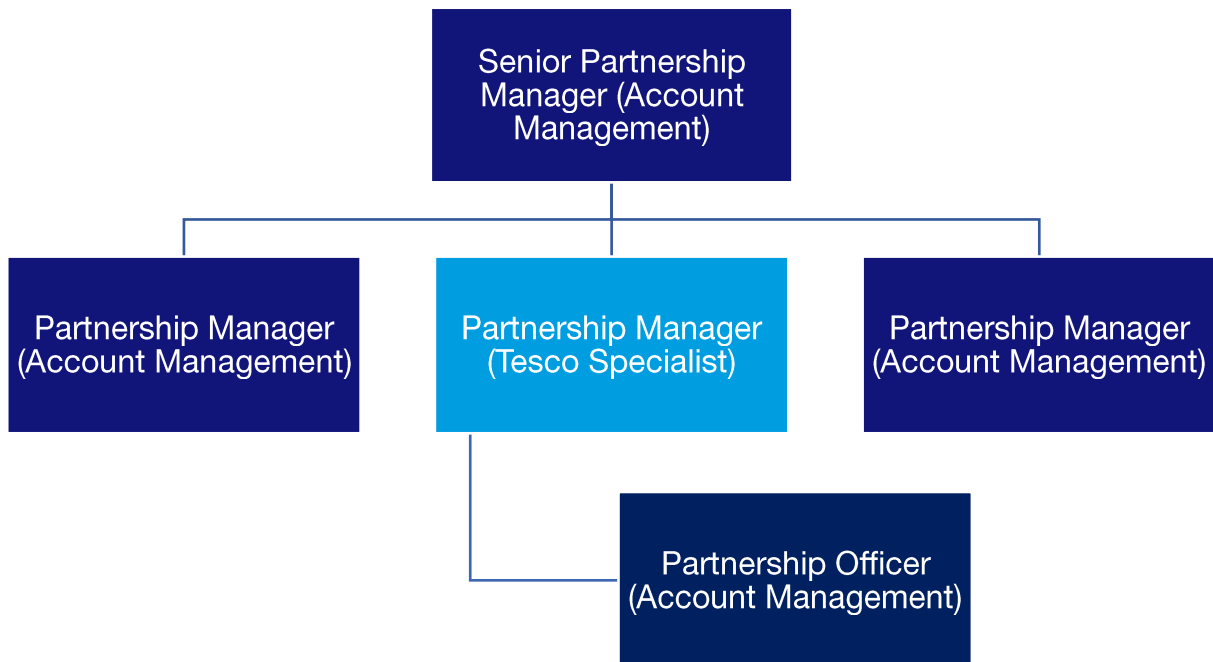 Senior Partnership
Manager (Account
Management)
Partnership Manager
(Account Management)
Partnership Manager
(Tesco Specialist)
Partnership Manager
(Account Management)
Partnership Officer
(Account Management)